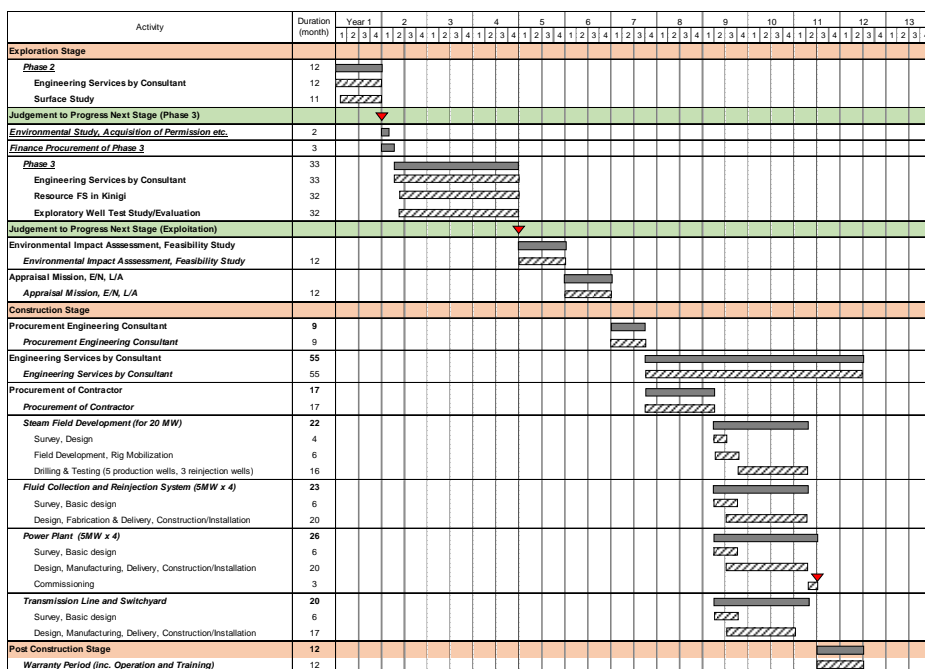 Activity Duration (month) Year 1 2 3 4 5 6 7 8 9 10 11 12 13
1 2 3 4 1 2 3 4 1 2 3 4 1 2 3 4 1 2 3 4 1 2 3 4 1 2 3 4 1 2 3 4 1 2 3 4 1 2 3 4 1 2 3 4 1 2 3 4 1 2 3 4
Exploration Stage
Phase 2 12
Engineering Services by Consultant 12
Surface Study 11
Judgement to Progress Next Stage (Phase 3)
Environmental Study, Acquisition of Permission etc. 2
Finance Procurement of Phase 3 3
Phase 3 33
Engineering Services by Consultant 33
Resource FS in Kinigi 32
Exploratory Well Test Study/Evaluation 32
Judgement to Progress Next Stage (Exploitation)
Environmental Impact Asssessment, Feasibility Study
Environmental Impact Asssessment, Feasibility Study 12
Appraisal Mission, E/N, L/A
Appraisal Mission, E/N, L/A 12
Construction Stage
Procurement Engineering Consultant 9
Procurement Engineering Consultant 9
Engineering Services by Consultant 55
Engineering Services by Consultant 55
Procurement of Contractor 17
Procurement of Contractor 17
Steam Field Development (for 20 MW) 22
Survey, Design 4
Field Development, Rig Mobilization 6
Drilling & Testing (5 production wells, 3 reinjection wells) 16
Fluid Collection and Reinjection System (5MW x 4) 23
Survey, Basic design 6
Design, Fabrication & Delivery, Construction/Installation 20
Power Plant (5MW x 4) 26
Survey, Basic design 6
Design, Manufacturing, Delivery, Construction/Installation 20
Commissioning 3
Transmission Line and Switchyard 20
Survey, Basic design 6
Design, Manufacturing, Delivery, Construction/Installation 17
Post Construction Stage 12
Warranty Period (inc. Operation and Training) 12